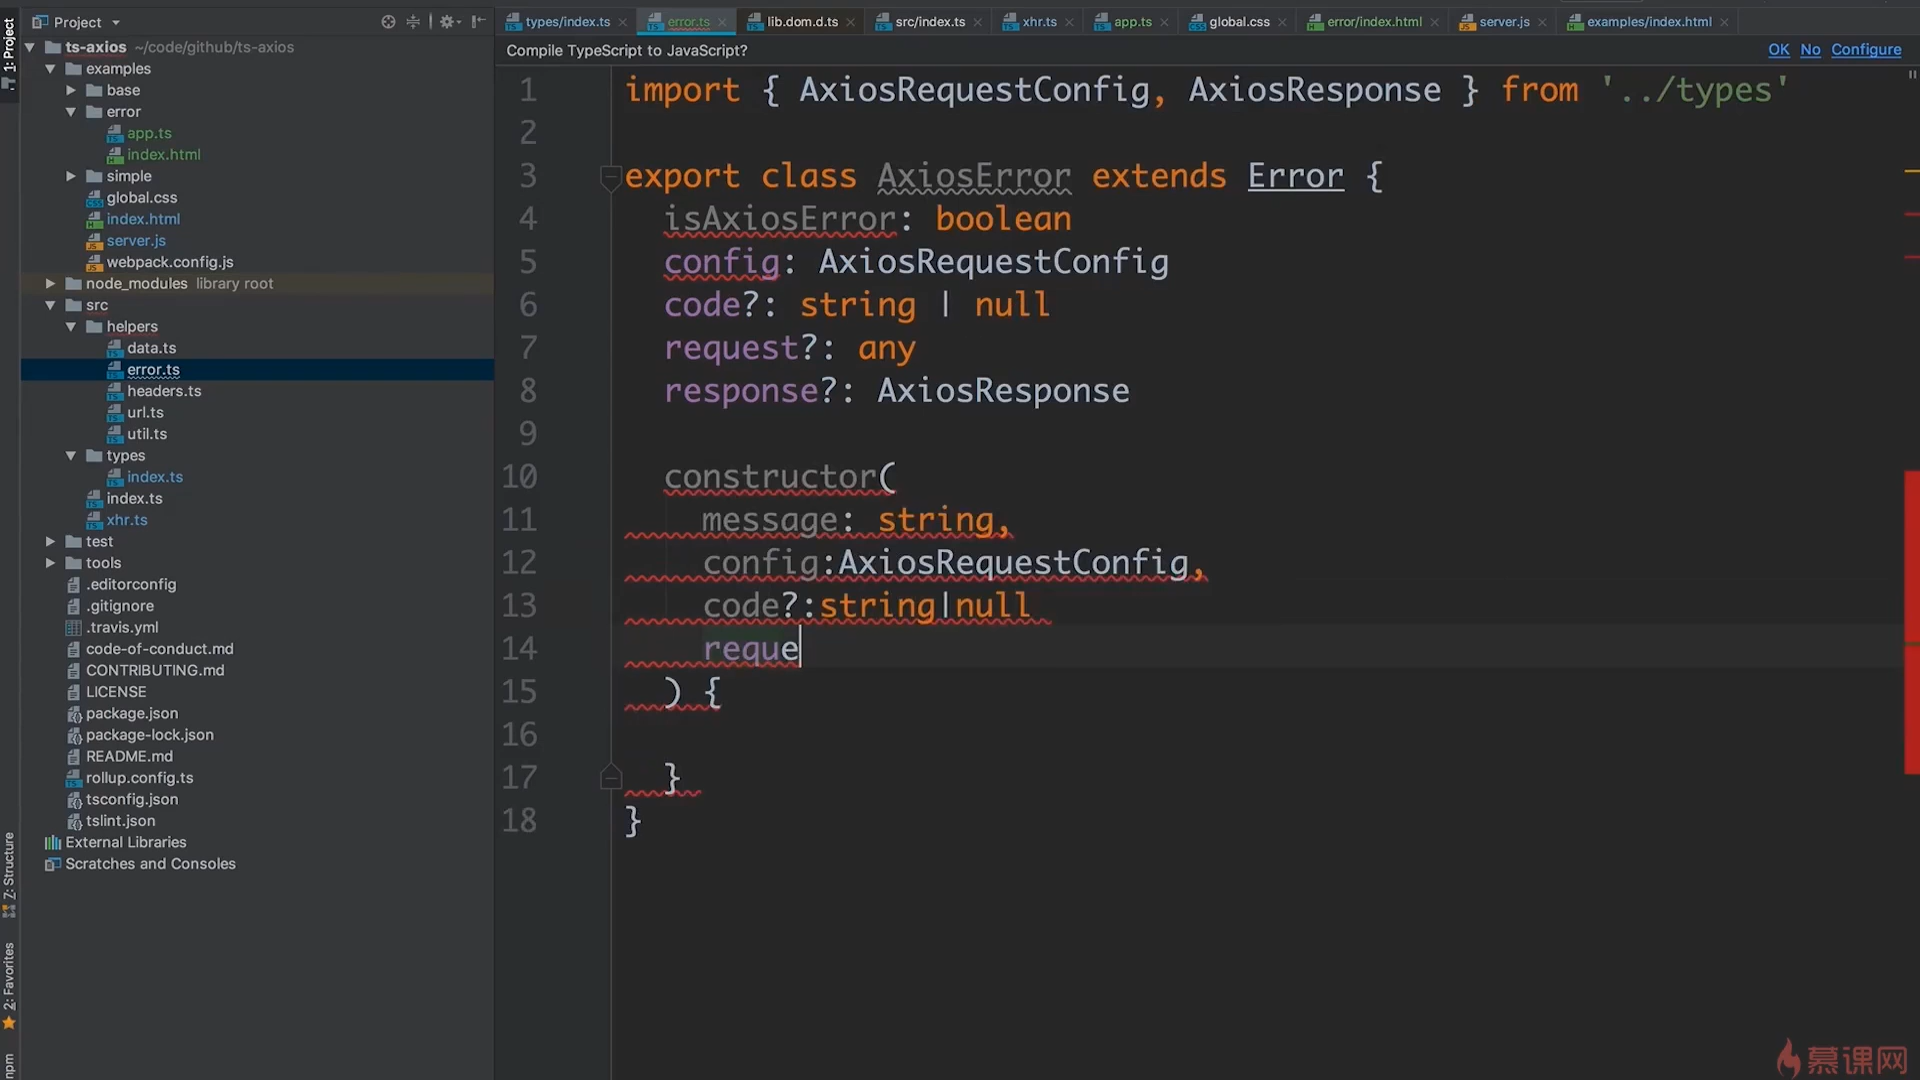 Project
types/index.ts
error.ts
lib.dom.d.ts
src/index.ts
xhr.ts
app.ts
global.css
error/index.html
server.js
examples/index.html
Compile TypeScript to JavaScript?
OK No Configure
1: Project
ts-axios ~/code/github/ts-axios
examples
base
error
app.ts
index.html
simple
global.css
index.html
server.js
webpack.config.js
node_modules library root
src
helpers
data.ts
error.ts
headers.ts
url.ts
util.ts
types
index.ts
index.ts
xhr.ts
test
tools
.editorconfig
.gitignore
.travis.yml
code-of-conduct.md
CONTRIBUTING.md
LICENSE
package.json
package-lock.json
README.md
rollup.config.ts
tsconfig.json
tslint.json
External Libraries
Scratches and Consoles
Z: Structure
2: Favorites
npm
1 import { AxiosRequestConfig, AxiosResponse } from '../types'
2
3 export class AxiosError extends Error {
4 isAxiosError: boolean
5 config: AxiosRequestConfig
6 code?: string | null
7 request?: any
8 response?: AxiosResponse
9
10 constructor(
11 message: string,
12 config:AxiosRequestConfig,
13 code?:string|null
14 reque
15 ) {
16
17 }
18 }
慕课网